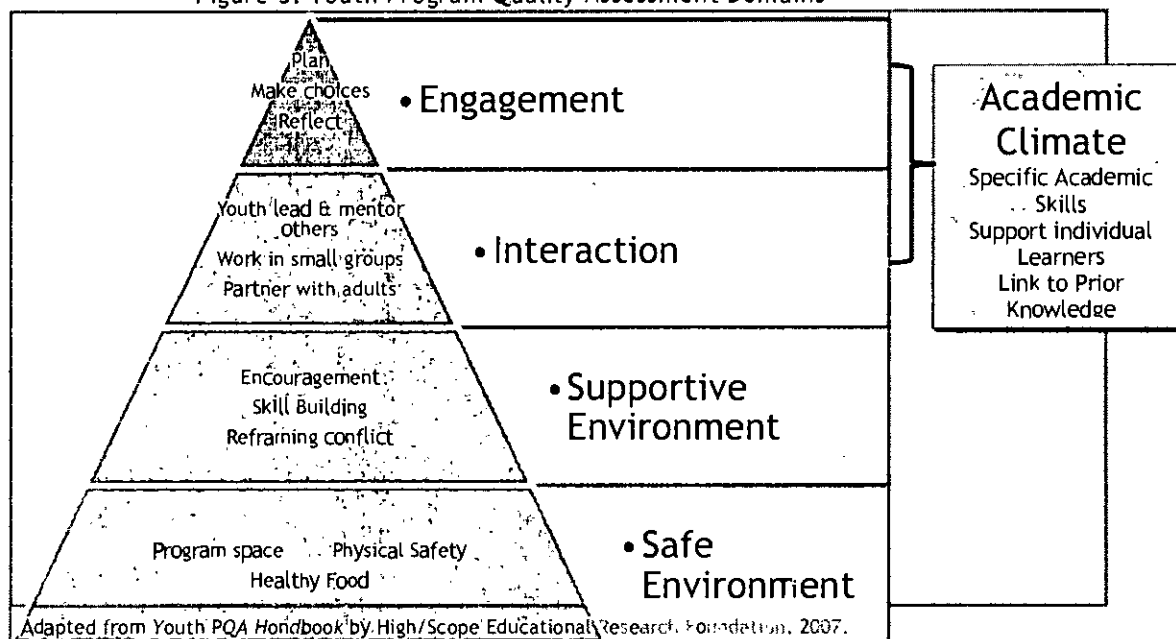 Figure 3. Youth Program Quality Assessment Domains
Plan
Make choices
Reflect
• Engagement
Youth lead & mentor
others
Work in small groups
Partner with adults
• Interaction
Academic
Climate
Specific Academic
Skills
Support individual
Learners
Link to Prior
Knowledge
Encouragement
Skill Building
Reframing conflict
• Supportive
Environment
Program space Physical Safety
Healthy Food
• Safe
Environment
Adapted from Youth PQA Handbook by High/Scope Educational Research Foundation, 2007.